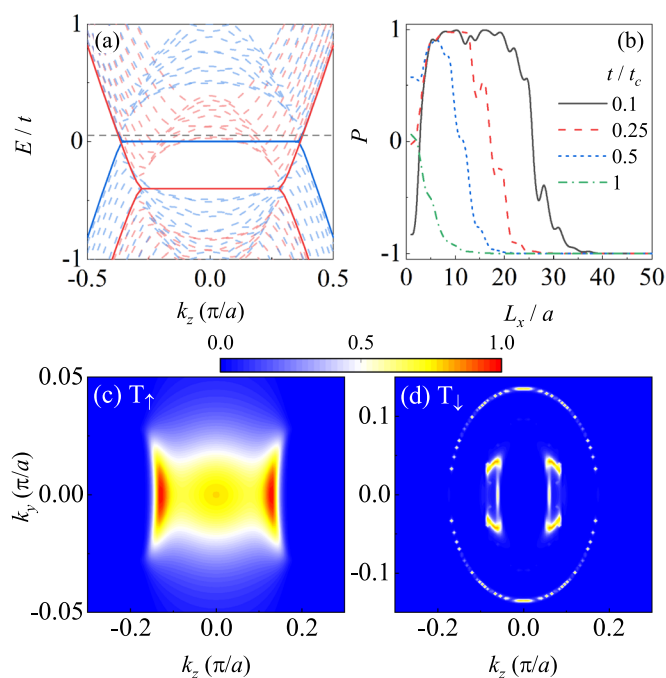 (a)
E / t
1
0
-1
-0.5
0.0
0.5
k_z (π/a)
(b)
P
1
0
-1
0
10
20
30
40
50
L_x / a
t / t_c
0.1
0.25
0.5
1
0.0
0.5
1.0
(c) T↑
k_y (π/a)
0.05
0.00
-0.05
-0.2
0.0
0.2
k_z (π/a)
(d) T↓
0.1
0.0
-0.1
-0.2
0.0
0.2
k_z (π/a)